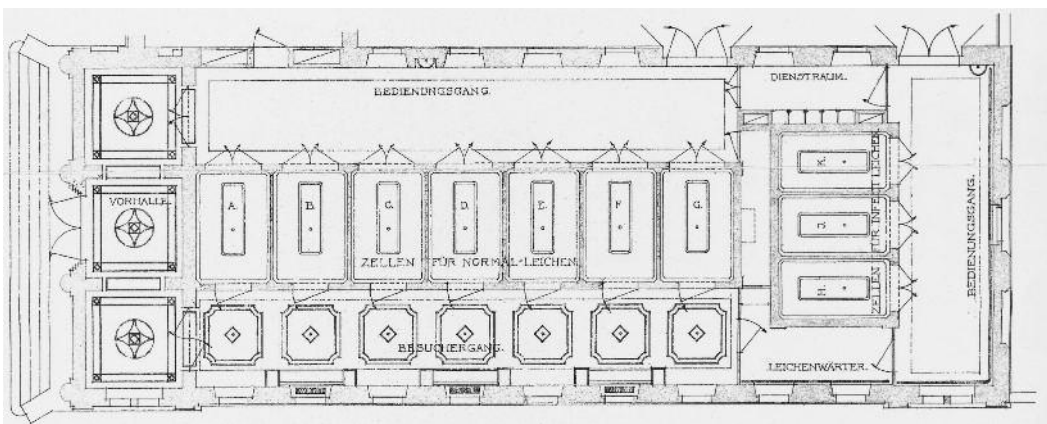 BEDIENUNGSGANG.
DIENSTRAUM.
VORHALLE.
A.
B.
C.
D.
E.
F.
G.
ZELLEN FÜR NORMAL-LEICHEN.
K.
J.
H.
ZELLEN FÜR INFECT. LEICHEN
BEDIENUNGSGANG.
BESUCHERGANG.
LEICHENWÄRTER.